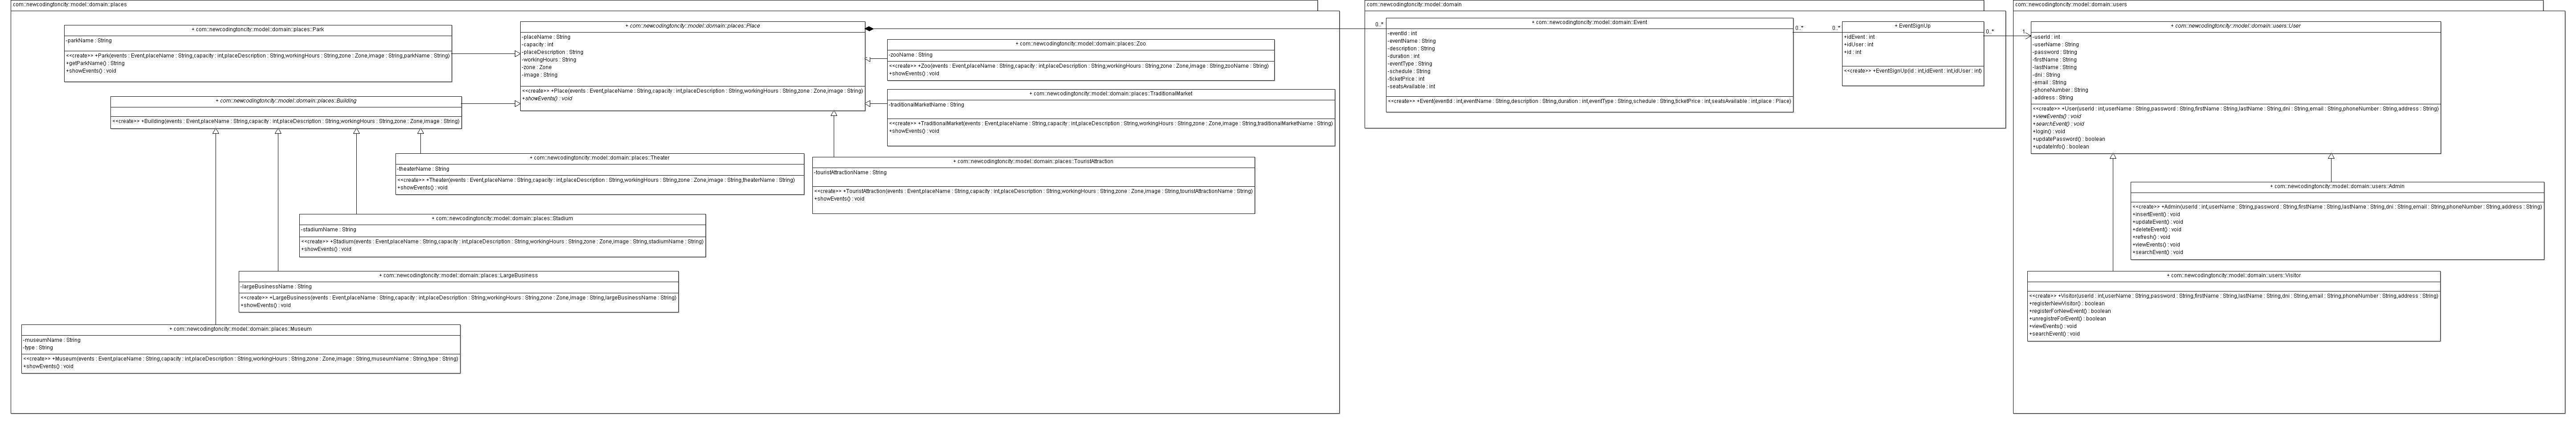 com::newcodingtoncity::model::domain::places
+ com::newcodingtoncity::model::domain::places::Park
-parkName : String
<<create>> +Park(events : Event,placeName : String,capacity : int,placeDescription : String,workingHours : String,zone : Zone,image : String,parkName : String)
+getParkName() : String
+showEvents() : void
+ com::newcodingtoncity::model::domain::places::Building
<<create>> +Building(events : Event,placeName : String,capacity : int,placeDescription : String,workingHours : String,zone : Zone,image : String)
+ com::newcodingtoncity::model::domain::places::Place
-placeName : String
-capacity : int
-placeDesscription : String
-workingHours : String
-zone : Zone
-image : String
<<create>> +Place(events : Event,placeName : String,capacity : int,placeDescription : String,workingHours : String,zone : Zone,image : String)
+showEvents() : void
+ com::newcodingtoncity::model::domain::places::Zoo
-zooName : String
<<create>> +Zoo(events : Event,placeName : String,capacity : int,placeDescription : String,workingHours : String,zone : Zone,image : String,zooName : String)
+showEvents() : void
+ com::newcodingtoncity::model::domain::places::TraditionalMarket
-traditionalMarketName : String
<<create>> +TraditionalMarket(events : Event,placeName : String,capacity : int,placeDescription : String,workingHours : String,zone : Zone,image : String,traditionalMarketName : String)
+showEvents() : void
+ com::newcodingtoncity::model::domain::places::Theater
-theaterName : String
<<create>> +Theater(events : Event,placeName : String,capacity : int,placeDescription : String,workingHours : String,zone : Zone,image : String,theaterName : String)
+showEvents() : void
+ com::newcodingtoncity::model::domain::places::TouristAttraction
-touristAttractionName : String
<<create>> +TouristAttraction(events : Event,placeName : String,capacity : int,placeDescription : String,workingHours : String,zone : Zone,image : String,touristAttractionName : String)
+showEvents() : void
+ com::newcodingtoncity::model::domain::places::Stadium
-stadiumName : String
<<create>> +Stadium(events : Event,placeName : String,capacity : int,placeDescription : String,workingHours : String,zone : Zone,image : String,stadiumName : String)
+showEvents() : void
+ com::newcodingtoncity::model::domain::places::LargeBusiness
-largeBusinessName : String
<<create>> +LargeBusiness(events : Event,placeName : String,capacity : int,placeDescription : String,workingHours : String,zone : Zone,image : String,largeBusinessName : String)
+showEvents() : void
+ com::newcodingtoncity::model::domain::places::Museum
-museumName : String
-type : String
<<create>> +Museum(events : Event,placeName : String,capacity : int,placeDescription : String,workingHours : String,zone : Zone,image : String,museumName : String,type : String)
+showEvents() : void
com::newcodingtoncity::model::domain
0..*
+ com::newcodingtoncity::model::domain::Event
-eventId : int
-eventName : String
-description : String
-duration : int
-eventType : String
-schedule : String
-ticketPrice : int
-seatsAvailable : int
<<create>> +Event(eventId : int,eventName : String,description : String,duration : int,eventType : String,schedule : String,ticketPrice : int,seatsAvailable : int,place : Place)
0..*
0..*
+ EventSignUp
+idEvent : int
+idUser : int
+id : int
<<create>> +EventSignUp(id : int,idEvent : int,idUser : int)
0..*
1
com::newcodingtoncity::model::domain::users
+ com::newcodingtoncity::model::domain::users::User
-userId : int
-userName : String
-password : String
-firstName : String
-lastName : String
-dni : String
-email : String
-phoneNumber : String
-address : String
<<create>> +User(userId : int,userName : String,password : String,firstName : String,lastName : String,dni : String,email : String,phoneNumber : String,address : String)
+viewEvents() : void
+searchEvent() : void
+login() : void
+updatePassword() : boolean
+updateInfo() : boolean
+ com::newcodingtoncity::model::domain::users::Admin
<<create>> +Admin(userId : int,userName : String,password : String,firstName : String,lastName : String,dni : String,email : String,phoneNumber : String,address : String)
+insertEvent() : void
+updateEvent() : void
+deleteEvent() : void
+refresh() : void
+viewEvents() : void
+searchEvent() : void
+ com::newcodingtoncity::model::domain::users::Visitor
<<create>> +Visitor(userId : int,userName : String,password : String,firstName : String,lastName : String,dni : String,email : String,phoneNumber : String,address : String)
+registerNewVisitor() : boolean
+registerForNewEvent() : boolean
+unregistreForEvent() : boolean
+viewEvents() : void
+searchEvent() : void